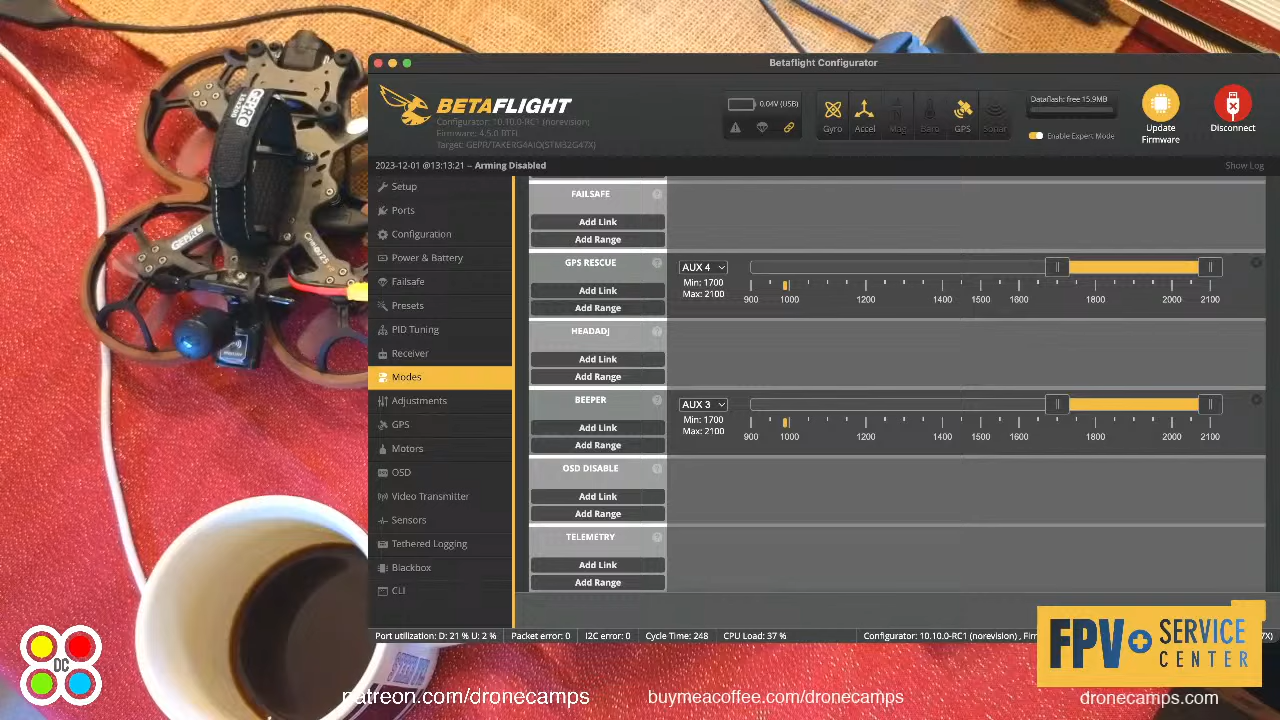 Betaflight Configurator
BETAFLIGHT
Configurator: 10.10.0-RC1 (norevision)
Firmware: 4.5.0 BTFL
Target: GEPR/TAKERG4AIO(STM32G47X)
0.04V (USB)
Gyro
Accel
Mag
Baro
GPS
Sonar
Dataflash: free 15.9MB
Enable Expert Mode
Update
Firmware
Disconnect
2023-12-01 @13:13:21 -- Arming Disabled
Show Log
Setup
Ports
Configuration
Power & Battery
Failsafe
Presets
PID Tuning
Receiver
Modes
Adjustments
GPS
Motors
OSD
Video Transmitter
Sensors
Tethered Logging
Blackbox
CLI
FAILSAFE
Add Link
Add Range
GPS RESCUE
Add Link
Add Range
AUX 4
Min: 1700
Max: 2100
900 1000 1200 1400 1500 1600 1800 2000 2100
HEADADJ
Add Link
Add Range
BEEPER
Add Link
Add Range
AUX 3
Min: 1700
Max: 2100
900 1000 1200 1400 1500 1600 1800 2000 2100
OSD DISABLE
Add Link
Add Range
TELEMETRY
Add Link
Add Range
Port utilization: D: 21 % U: 2 %
Packet error: 0
I2C error: 0
Cycle Time: 248
CPU Load: 37 %
Configurator: 10.10.0-RC1 (norevision) , Fir
GEPRC
GEPRC
DC
FPV+ SERVICE
CENTER
patreon.com/dronecamps
buymeacoffee.com/dronecamps
dronecamps.com